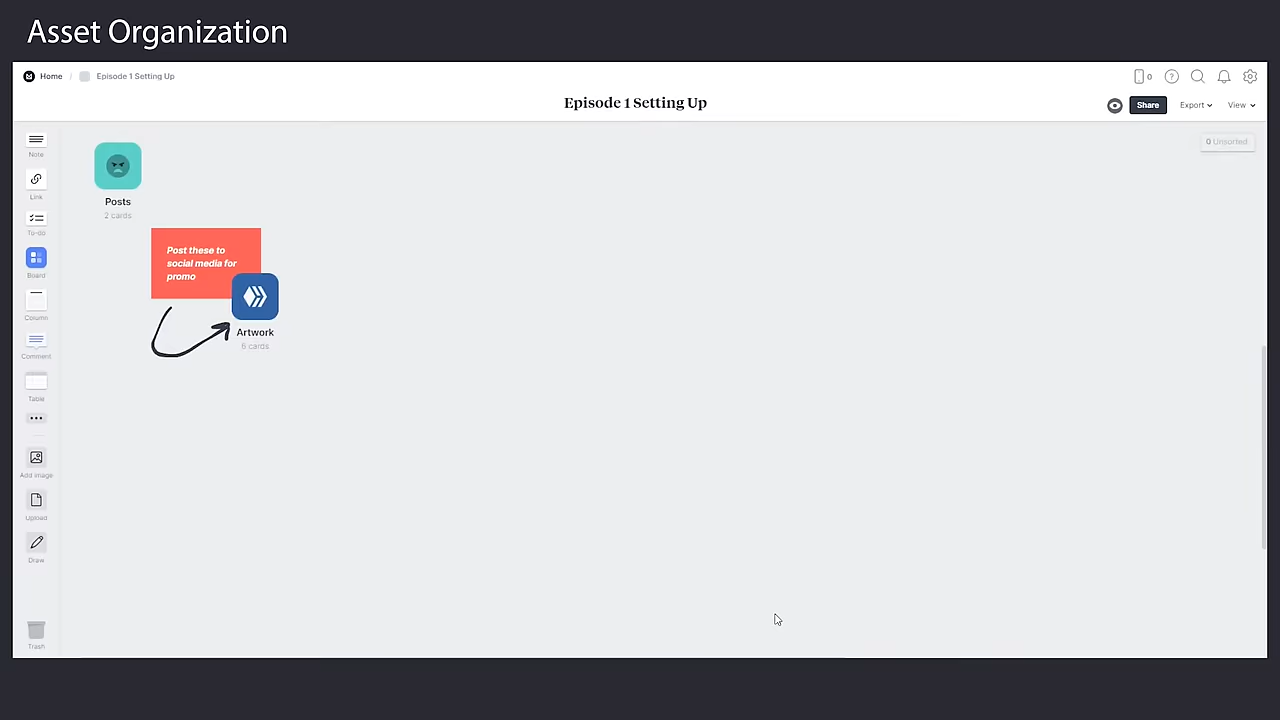 Asset Organization
Home / Episode 1 Setting Up
0
Episode 1 Setting Up
Share
Export
View
0 Unsorted
Note
Link
To-do
Board
Column
Comment
Table
Add image
Upload
Draw
Trash
Posts
2 cards
Post these to
social media for
promo
Artwork
6 cards